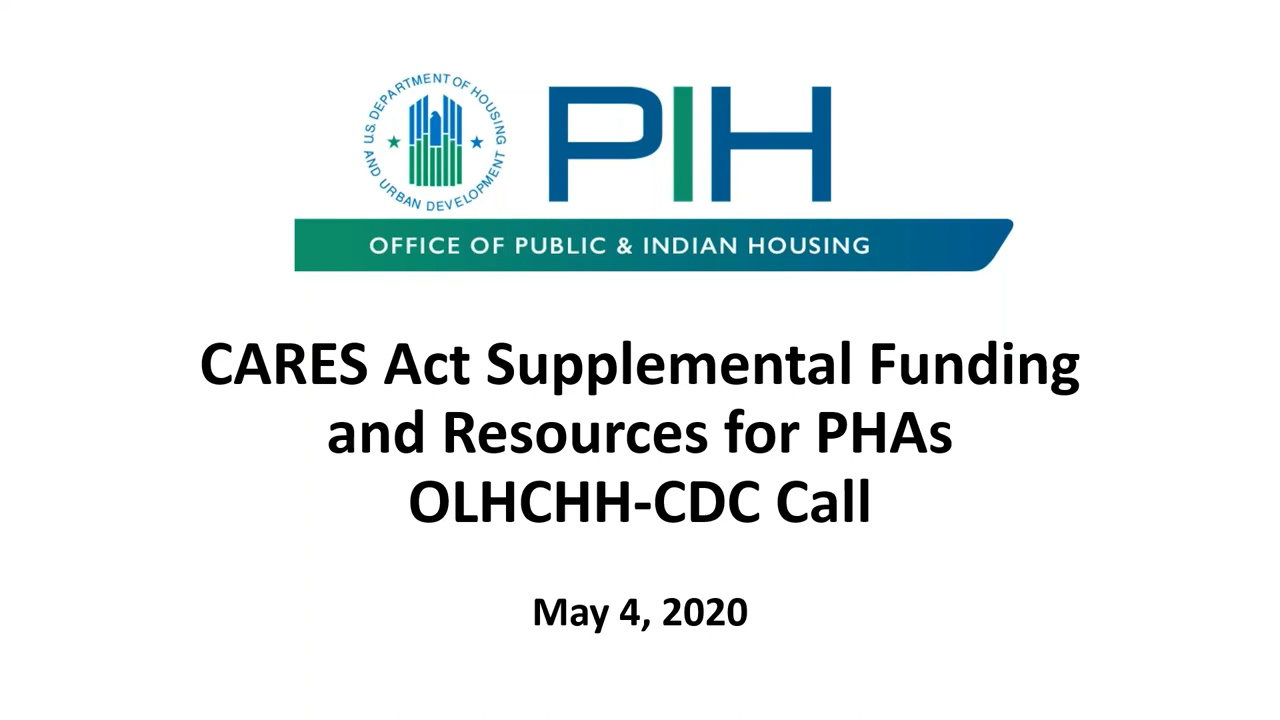 U.S. DEPARTMENT OF HOUSING
AND URBAN DEVELOPMENT
PIH
OFFICE OF PUBLIC & INDIAN HOUSING
CARES Act Supplemental Funding
and Resources for PHAs
OLHCHH-CDC Call
May 4, 2020